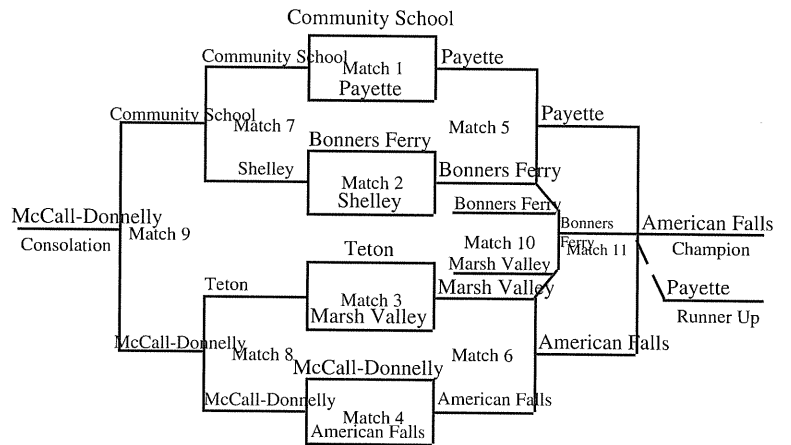 Community School
Community School
Match 1
Payette
Payette
Community School
Match 7
Match 5
Payette
Bonners Ferry
Shelley
Match 2
Shelley
Bonners Ferry
Bonners Ferry
McCall-Donnelly
Consolation
Match 9
Match 10
Bonners
Ferry
Match 11
American Falls
Champion
Teton
Marsh Valley
Teton
Match 3
Marsh Valley
Marsh Valley
Payette
Runner Up
McCall-Donnelly
Match 8
McCall-Donnelly
Match 6
American Falls
McCall-Donnelly
Match 4
American Falls
American Falls